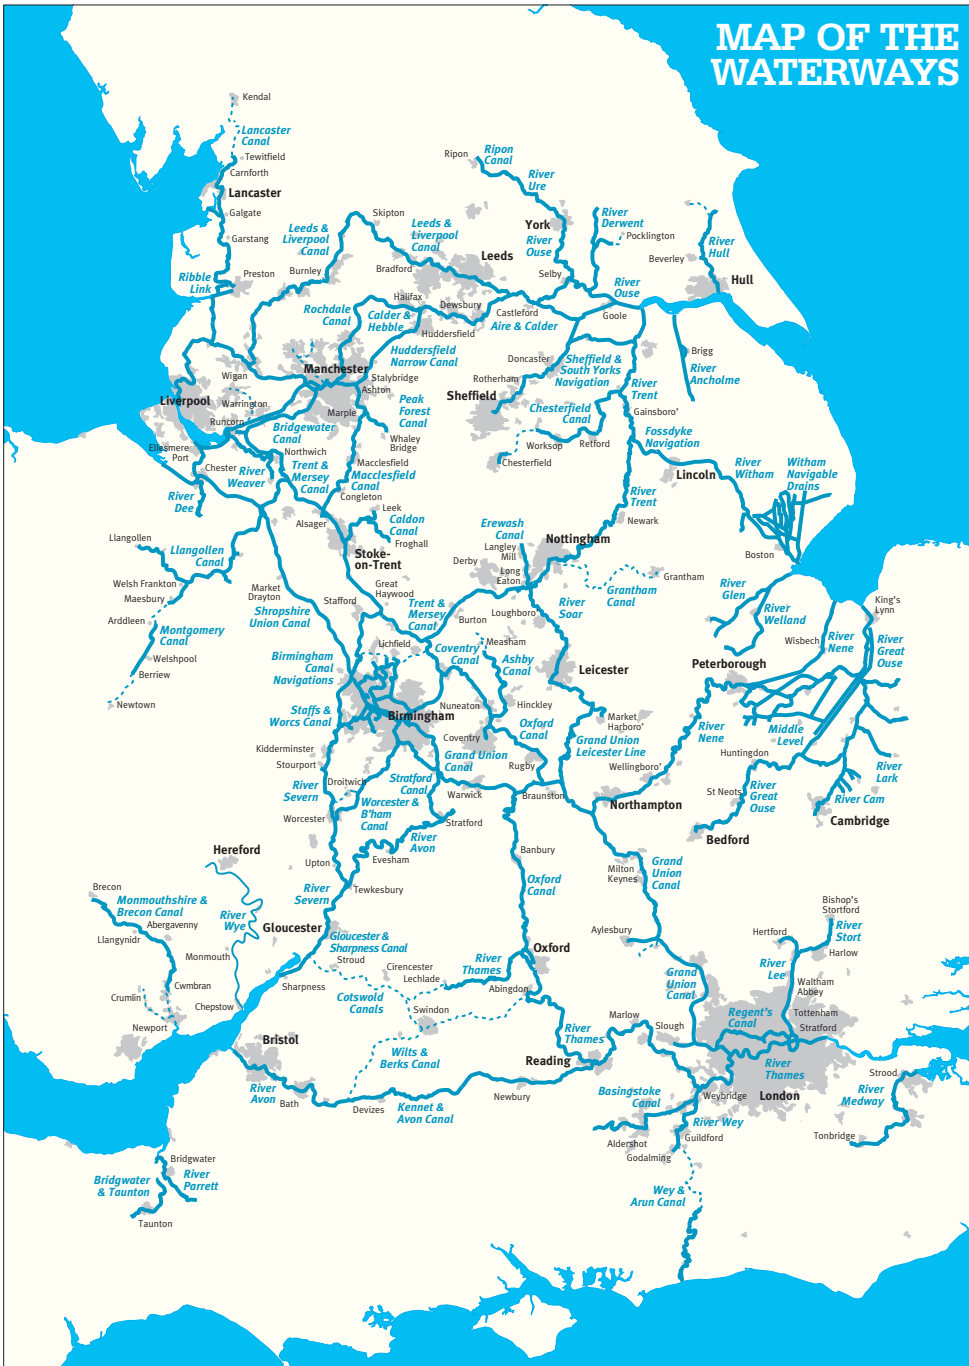 MAP OF THE
WATERWAYS
Kendal
Lancaster
Canal
Tewitfield
Carnforth
Lancaster
Galgate
Garstang
Ribble
Link
Preston
Ripon
Ripon
Canal
River
Ure
York
River
Ouse
River
Derwent
Pocklington
Beverley
River
Hull
Hull
Skipton
Leeds &
Liverpool
Canal
Leeds &
Liverpool
Canal
Leeds
Burnley
Bradford
Selby
River
Ouse
Halifax
Dewsbury
Castleford
Goole
Rochdale
Canal
Calder &
Hebble
Huddersfield
Aire & Calder
Huddersfield
Narrow Canal
Manchester
Stalybridge
Ashton
Wigan
Liverpool
Warrington
Runcorn
Marple
Peak
Forest
Canal
Whaley
Bridge
Doncaster
Rotherham
Sheffield
Sheffield &
South Yorks
Navigation
Brigg
River
Ancholme
River
Trent
Chesterfield
Canal
Gainsboro'
Worksop
Retford
Chesterfield
Fossdyke
Navigation
Lincoln
River
Witham
Witham
Navigable
Drains
Bridgewater
Canal
Ellesmere
Port
Northwich
Chester
River
Weaver
Trent &
Mersey
Canal
Macclesfield
Macclesfield
Canal
River
Dee
Congleton
Leek
Caldon
Canal
Froghall
Alsager
Stoke-
on-Trent
River
Trent
Newark
Boston
Erewash
Canal
Langley
Mill
Nottingham
Derby
Long
Eaton
Grantham
Grantham
Canal
Llangollen
Llangollen
Canal
Welsh Frankton
Maesbury
Market
Drayton
Great
Haywood
Stafford
Shropshire
Union Canal
Trent &
Mersey
Canal
Burton
Loughboro'
River
Soar
River
Glen
River
Welland
King's
Lynn
Wisbech
River
Nene
River
Great
Ouse
Arddleen
Montgomery
Canal
Welshpool
Berriew
Newtown
Lichfield
Measham
Coventry
Canal
Ashby
Canal
Leicester
Peterborough
Birmingham
Canal
Navigations
Staffs &
Worcs Canal
Birmingham
Nuneaton
Hinckley
Coventry
Oxford
Canal
Market
Harboro'
Grand Union
Leicester Line
River
Nene
Middle
Level
Huntingdon
Kidderminster
Stourport
Grand Union
Canal
Rugby
Wellingboro'
River
Lark
River
Severn
Droitwich
Stratford
Canal
Warwick
Braunston
Northampton
St Neots
River
Great
Ouse
River Cam
Cambridge
Worcester &
B'ham
Canal
Worcester
Stratford
River
Avon
Bedford
Hereford
Upton
Evesham
Banbury
Milton
Keynes
Grand
Union
Canal
Brecon
Monmouthshire &
Brecon Canal
River
Severn
Tewkesbury
Oxford
Canal
Bishop's
Stortford
Abergavenny
Llangynidr
River
Wye
Gloucester
Gloucester &
Sharpness Canal
Aylesbury
Hertford
River
Stort
Monmouth
Stroud
Cirencester
Lechlade
River
Thames
Oxford
Harlow
River
Lee
Crumlin
Cwmbran
Chepstow
Sharpness
Cotswold
Canals
Abingdon
Grand
Union
Canal
Waltham
Abbey
Newport
Swindon
Regent's
Canal
Tottenham
Stratford
Bristol
Wilts &
Berks Canal
River
Thames
Marlow
Slough
Reading
River
Thames
Strood
River
Avon
Bath
Devizes
Kennet &
Avon Canal
Newbury
Basingstoke
Canal
Weybridge
London
River
Medway
River Wey
Aldershot
Guildford
Godalming
Tonbridge
Bridgwater
Bridgwater
& Taunton
River
Parrett
Taunton
Wey &
Arun Canal